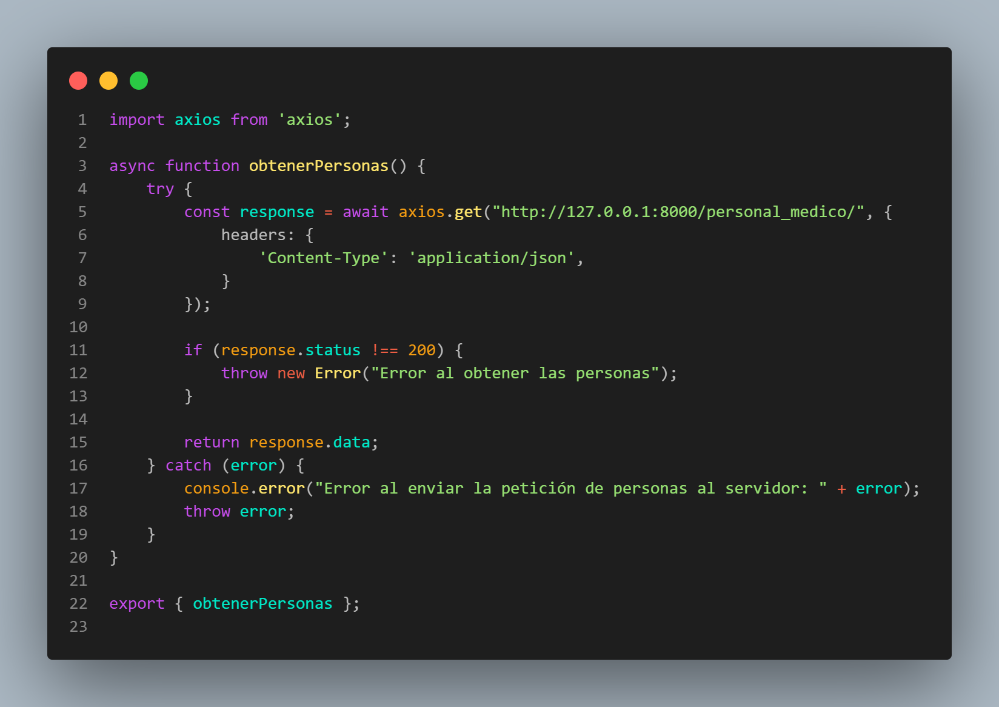 1 import axios from 'axios';
2
3 async function obtenerPersonas() {
4     try {
5         const response = await axios.get("http://127.0.0.1:8000/personal_medico/", {
6             headers: {
7                 'Content-Type': 'application/json',
8             }
9         });
10
11         if (response.status !== 200) {
12             throw new Error("Error al obtener las personas");
13         }
14
15         return response.data;
16     } catch (error) {
17         console.error("Error al enviar la petición de personas al servidor: " + error);
18         throw error;
19     }
20 }
21
22 export { obtenerPersonas };
23